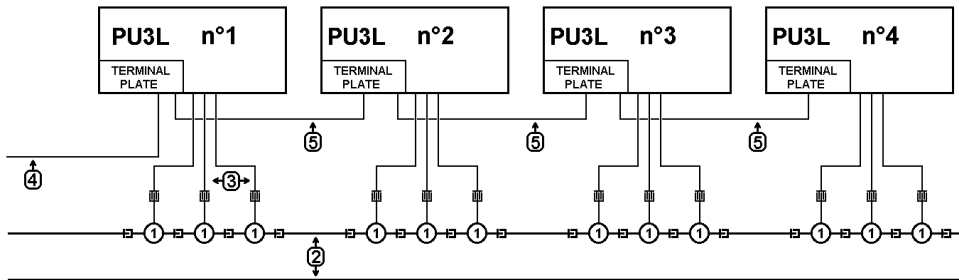 PU3L n°1 PU3L n°2 PU3L n°3 PU3L n°4
TERMINAL PLATE TERMINAL PLATE TERMINAL PLATE TERMINAL PLATE
5 5 5
4 3
1 1 1 1 1 1 1 1 1 1 1 1
2